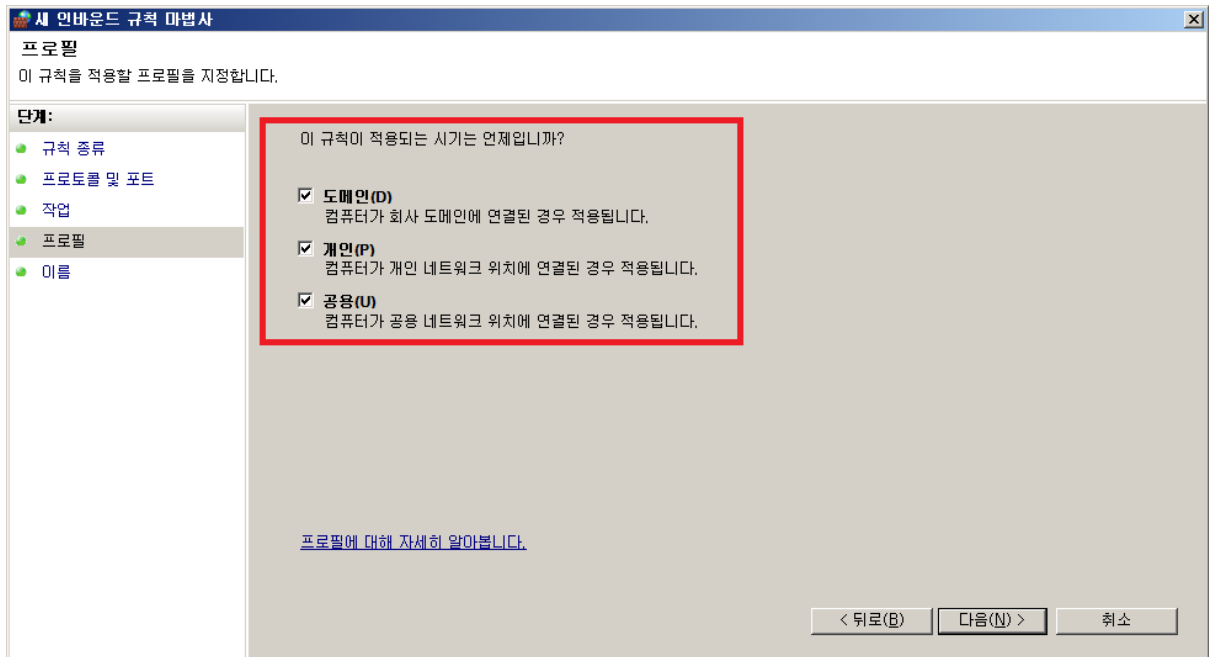 새 인바운드 규칙 마법사
프로필
이 규칙을 적용할 프로필을 지정합니다.
단계:
규칙 종류
프로토콜 및 포트
작업
프로필
이름
이 규칙이 적용되는 시기는 언제입니까?
도메인(D)
컴퓨터가 회사 도메인에 연결된 경우 적용됩니다.
개인(P)
컴퓨터가 개인 네트워크 위치에 연결된 경우 적용됩니다.
공용(U)
컴퓨터가 공용 네트워크 위치에 연결된 경우 적용됩니다.
프로필에 대해 자세히 알아봅니다.
< 뒤로(B) 다음(N) > 취소